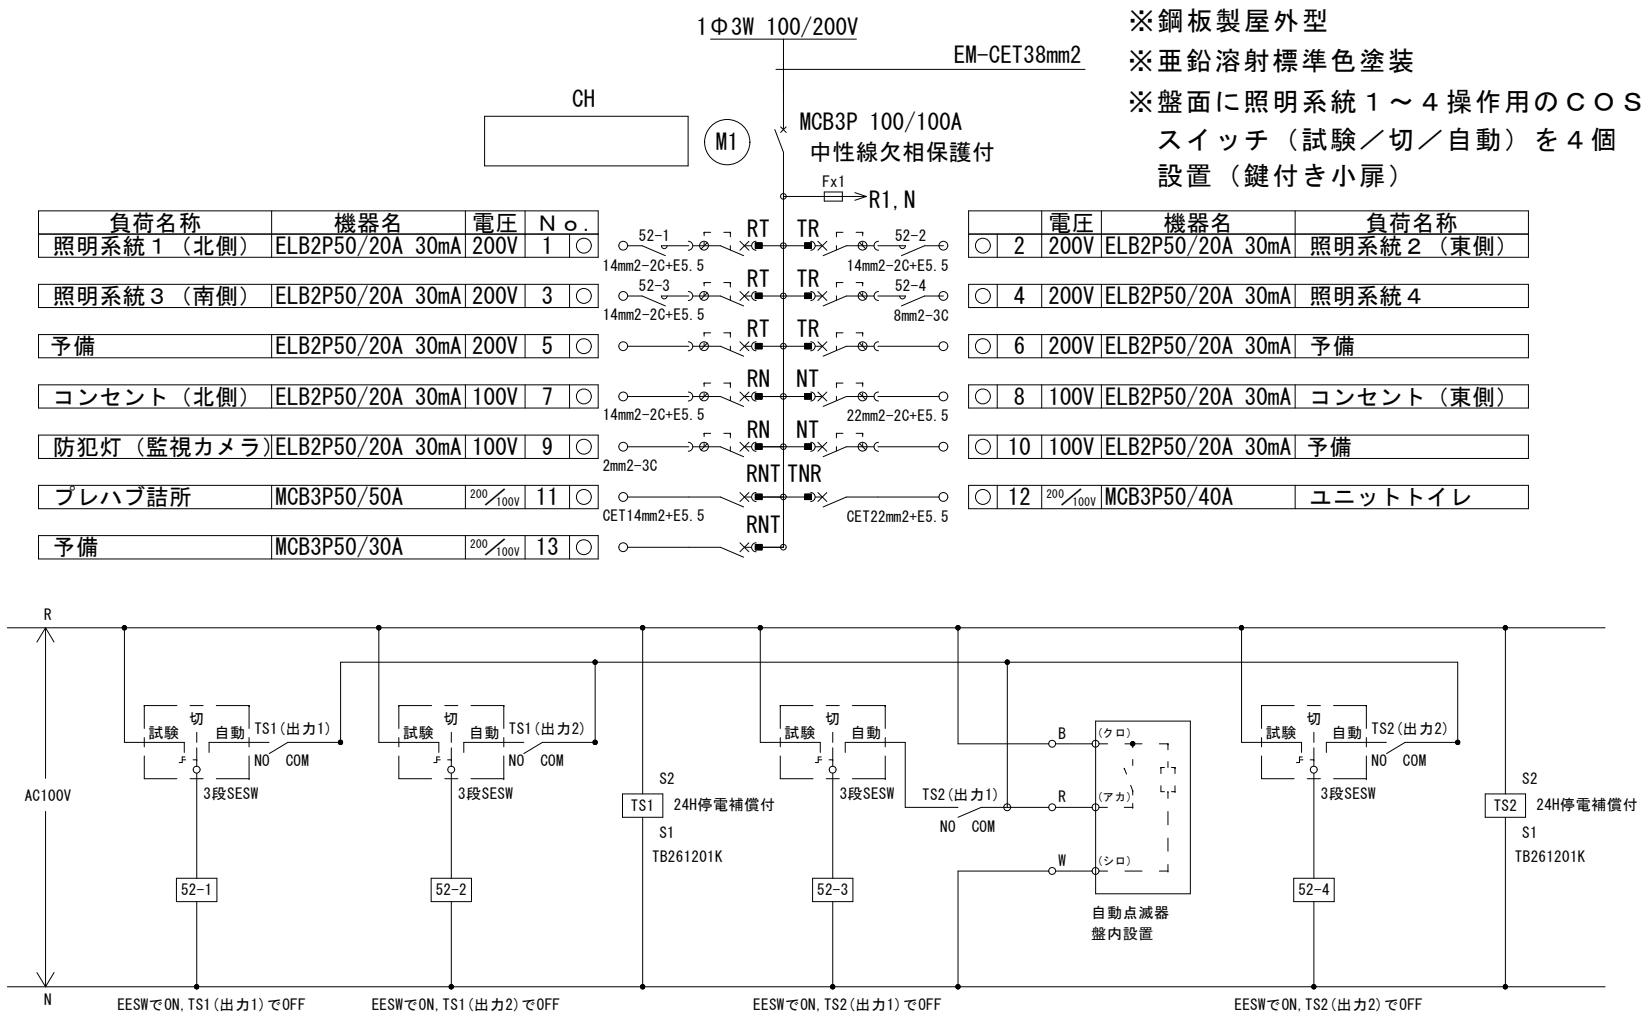 1Φ3W 100/200V
EM-CET38mm2
※鋼板製屋外型
※亜鉛溶射標準色塗装
※盤面に照明系統１～４操作用のＣＯＳ
スイッチ（試験／切／自動）を４個
設置（鍵付き小扉）
CH
M1
MCB3P 100/100A
中性線欠相保護付
Fx1
R1,N
負荷名称 機器名 電圧 Ｎｏ.
照明系統１（北側） ELB2P50/20A 30mA 200V 1
52-1 RT TR 52-2
14mm2-2C+E5.5 14mm2-2C+E5.5
電圧 機器名 負荷名称
2 200V ELB2P50/20A 30mA 照明系統２（東側）
照明系統３（南側） ELB2P50/20A 30mA 200V 3
52-3 RT TR 52-4
14mm2-2C+E5.5 8mm2-3C
4 200V ELB2P50/20A 30mA 照明系統４
予備 ELB2P50/20A 30mA 200V 5
RT TR
6 200V ELB2P50/20A 30mA 予備
コンセント（北側） ELB2P50/20A 30mA 100V 7
RN NT
14mm2-2C+E5.5 22mm2-2C+E5.5
8 100V ELB2P50/20A 30mA コンセント（東側）
防犯灯（監視カメラ） ELB2P50/20A 30mA 100V 9
RN NT
2mm2-3C
10 100V ELB2P50/20A 30mA 予備
プレハブ詰所 MCB3P50/50A 200/100V 11
RNT TNR
CET14mm2+E5.5 CET22mm2+E5.5
12 200/100V MCB3P50/40A ユニットトイレ
予備 MCB3P50/30A 200/100V 13
RNT
R
AC100V
N
試験 切 自動 TS1(出力1)
NO COM
3段SESW
52-1
EESWでON,TS1(出力1)でOFF
試験 切 自動 TS1(出力2)
NO COM
3段SESW
52-2
EESWでON,TS1(出力2)でOFF
S2
TS1 24H停電補償付
S1
TB261201K
試験 切 自動
3段SESW
TS2(出力1)
NO COM
52-3
EESWでON,TS2(出力1)でOFF
B (クロ)
R (アカ)
W (シロ)
自動点滅器
盤内設置
試験 切 自動 TS2(出力2)
NO COM
3段SESW
52-4
EESWでON,TS2(出力2)でOFF
S2
TS2 24H停電補償付
S1
TB261201K